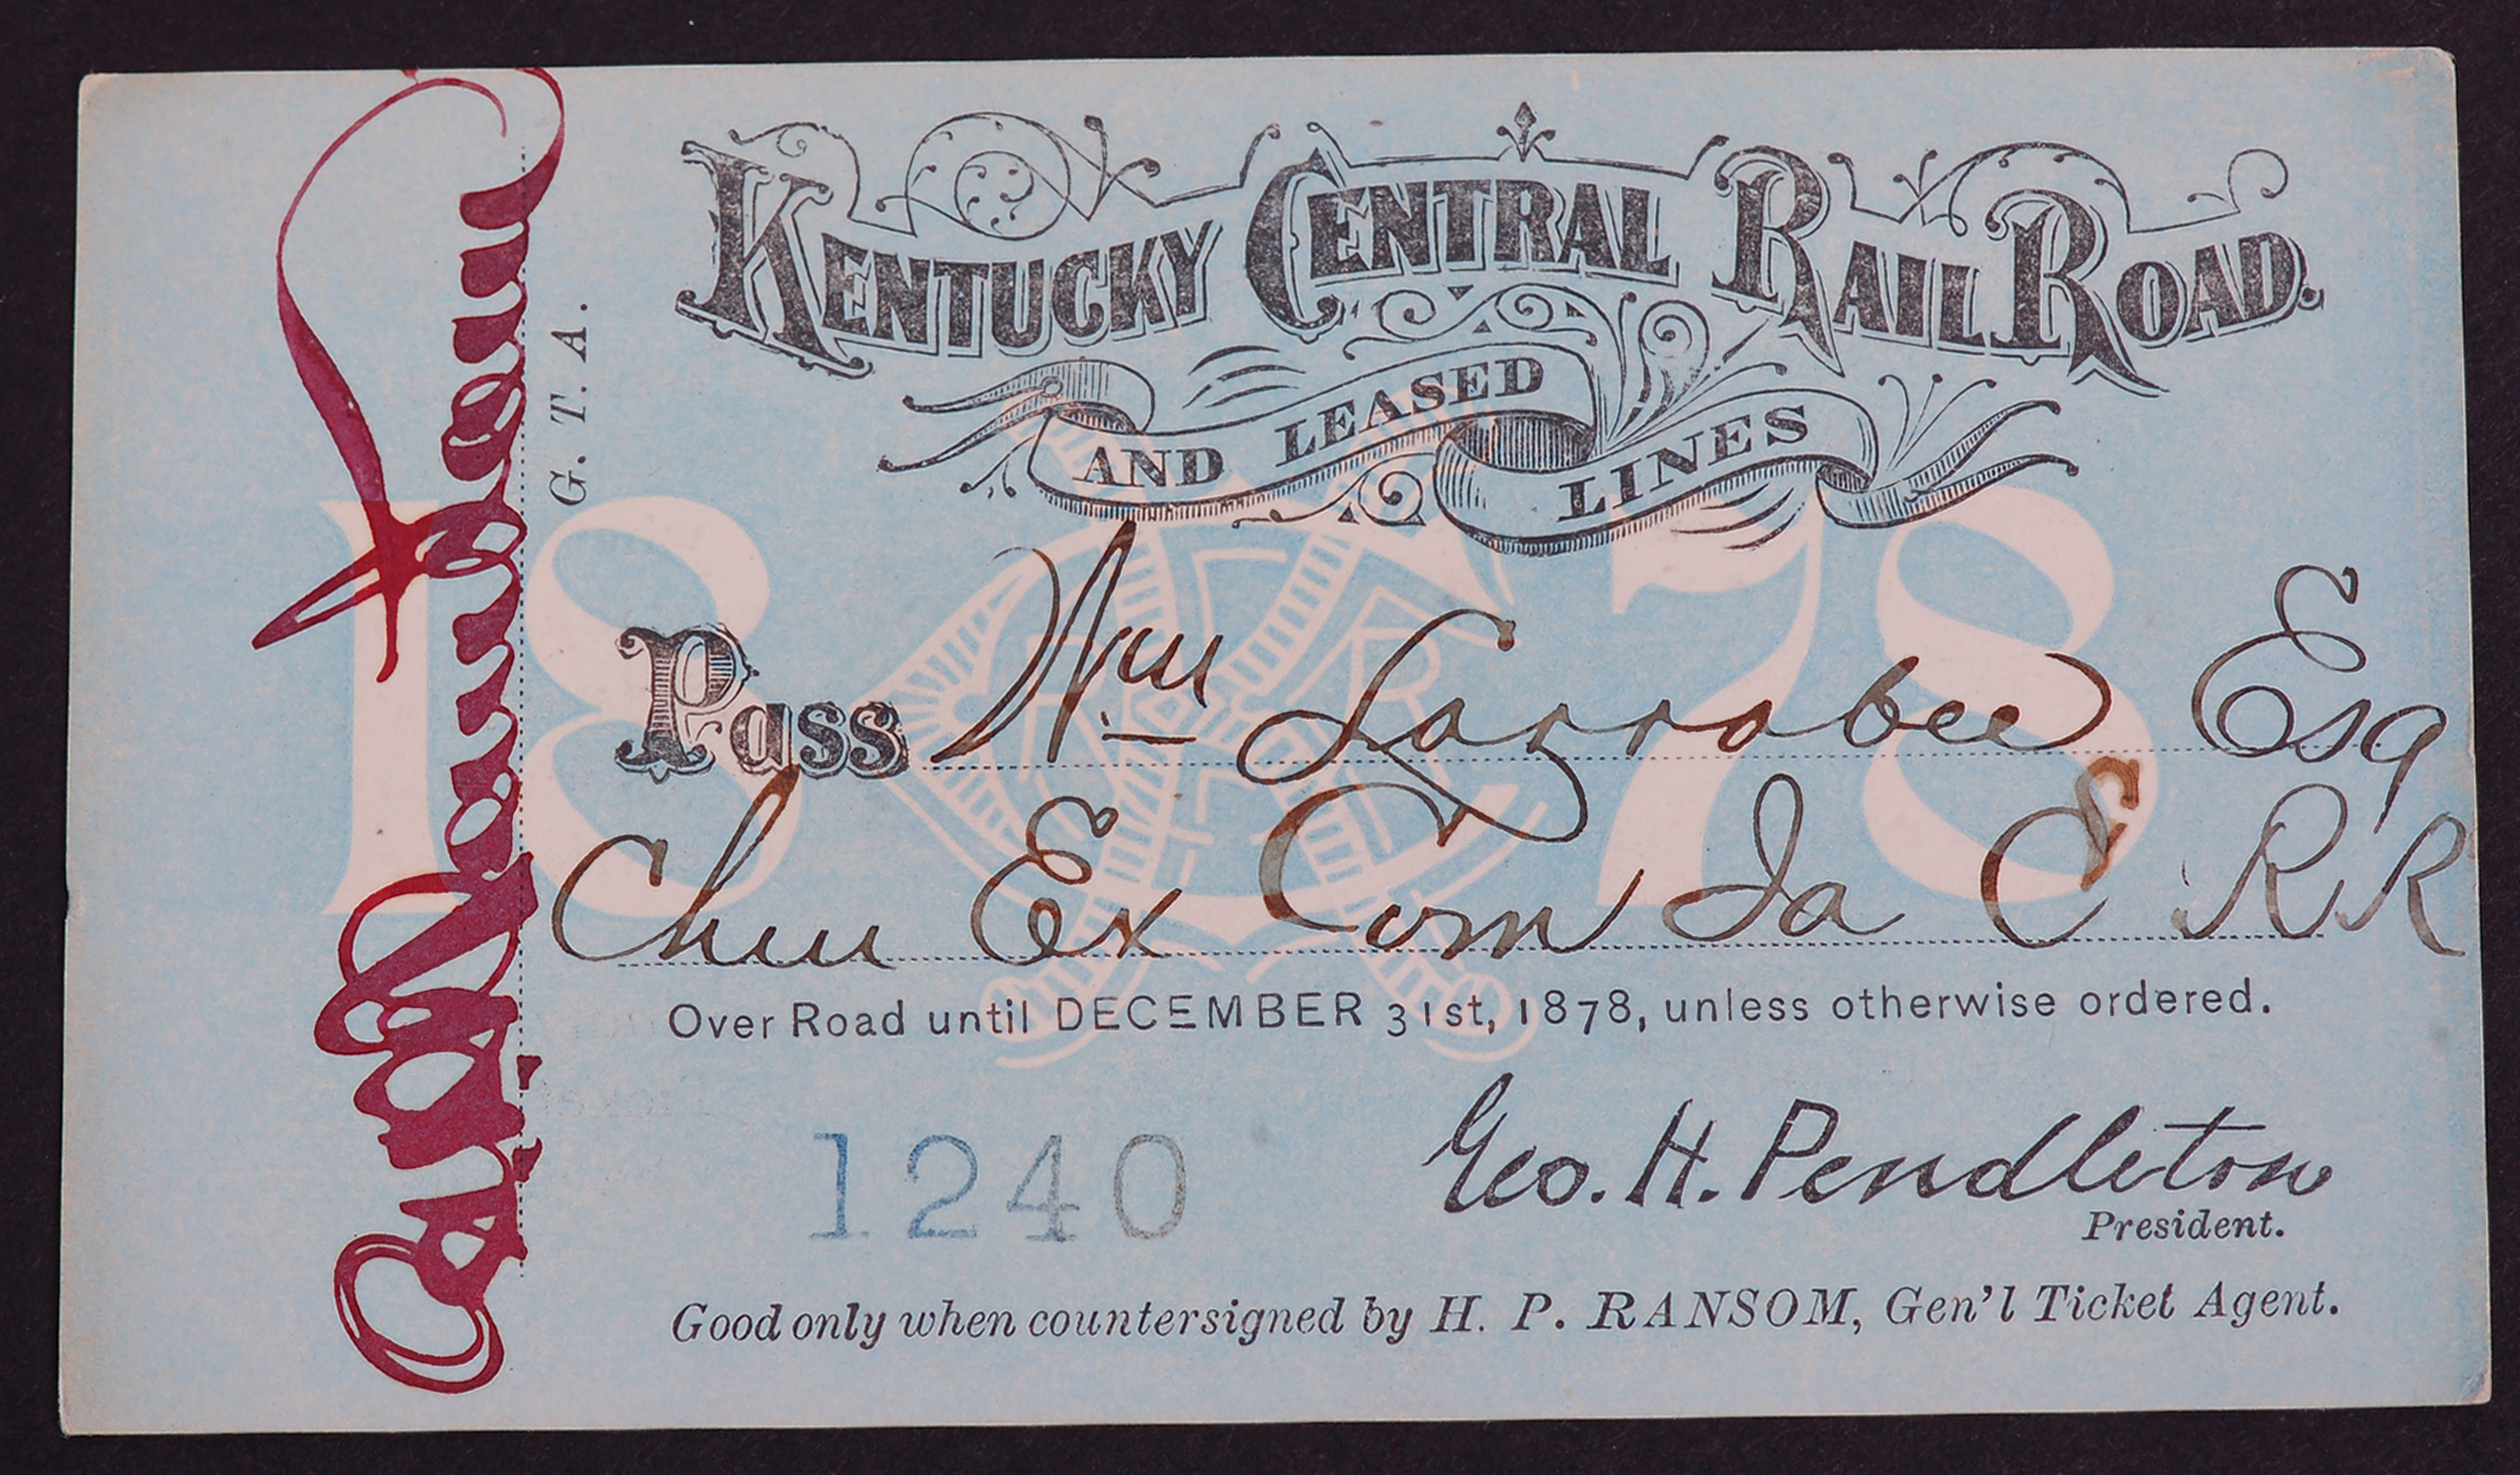 KENTUCKY CENTRAL RAIL ROAD.
AND LEASED LINES
1878
Pass Wm Larrabee Esq
Chm Ex Com Ia E RR
Over Road until DECEMBER 31st, 1878, unless otherwise ordered.
1240
Geo. H. Pendleton
President.
Good only when countersigned by H. P. RANSOM, Gen'l Ticket Agent.
H P Ransom
G. T. A.